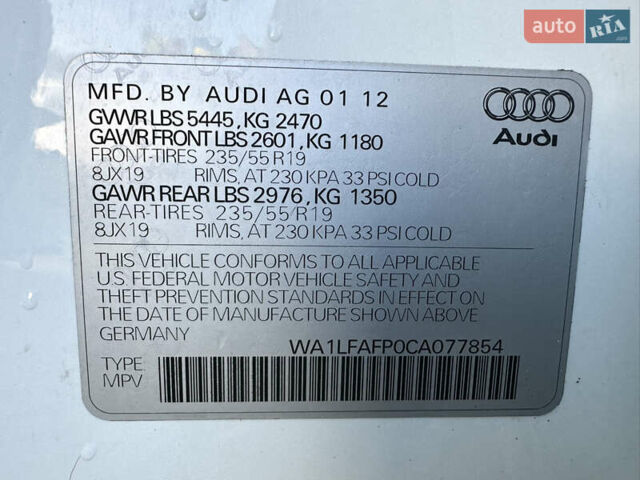 auto RIA .com
MFD. BY AUDI AG 01 12
GVWR LBS 5445, KG 2470
GAWR FRONT LBS 2601, KG 1180
FRONT-TIRES 235/55 R19
8JX19 RIMS, AT 230 KPA 33 PSI COLD
GAWR REAR LBS 2976, KG 1350
REAR-TIRES 235/55/R19
8JX19 RIMS, AT 230 KPA 33 PSI COLD
Audi
THIS VEHICLE CONFORMS TO ALL APPLICABLE
U.S. FEDERAL MOTOR VEHICLE SAFETY AND
THEFT PREVENTION STANDARDS IN EFFECT ON
THE DATE OF MANUFACTURE SHOWN ABOVE.
GERMANY
WA1LFAFP0CA077854
TYPE:
MPV